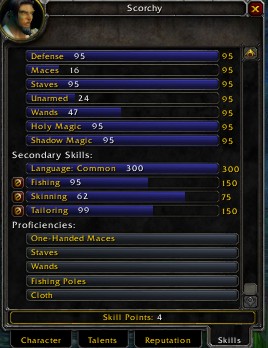 Scorchy
Defense 95 95
Maces 16 95
Staves 95 95
Unarmed 24 95
Wands 47 95
Holy Magic 95 95
Shadow Magic 95 95
Secondary Skills:
Language: Common 300 300
Fishing 95 150
Skinning 62 75
Tailoring 99 150
Proficiencies:
One-Handed Maces
Staves
Wands
Fishing Poles
Cloth
Skill Points: 4
Character Talents Reputation Skills